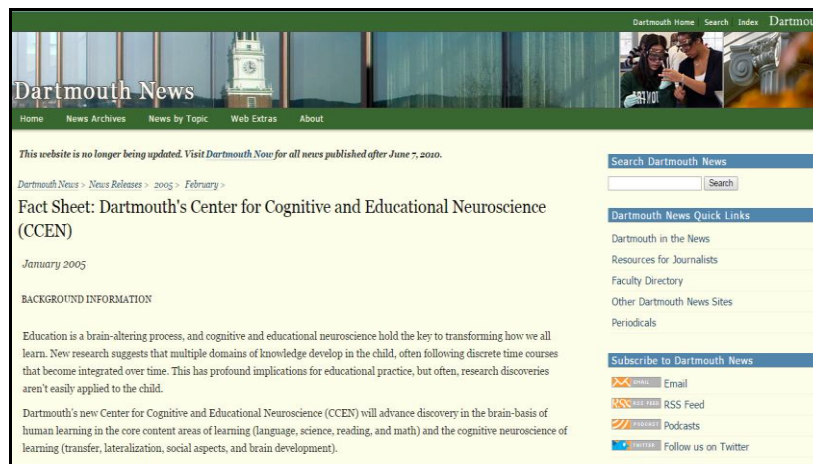 Dartmouth Home Search Index Dartmou
Dartmouth News
Home News Archives News by Topic Web Extras About
This website is no longer being updated. Visit Dartmouth Now for all news published after June 7, 2010.
Dartmouth News > News Releases > 2005 > February >
Fact Sheet: Dartmouth's Center for Cognitive and Educational Neuroscience
(CCEN)
January 2005
BACKGROUND INFORMATION
Education is a brain-altering process, and cognitive and educational neuroscience hold the key to transforming how we all
learn. New research suggests that multiple domains of knowledge develop in the child, often following discrete time courses
that become integrated over time. This has profound implications for educational practice, but often, research discoveries
aren't easily applied to the child.
Dartmouth's new Center for Cognitive and Educational Neuroscience (CCEN) will advance discovery in the brain-basis of
human learning in the core content areas of learning (language, science, reading, and math) and the cognitive neuroscience of
learning (transfer, lateralization, social aspects, and brain development).
Search Dartmouth News
Search
Dartmouth News Quick Links
Dartmouth in the News
Resources for Journalists
Faculty Directory
Other Dartmouth News Sites
Periodicals
Subscribe to Dartmouth News
EMAIL Email
RSS FEED RSS Feed
PODCAST Podcasts
TWITTER Follow us on Twitter